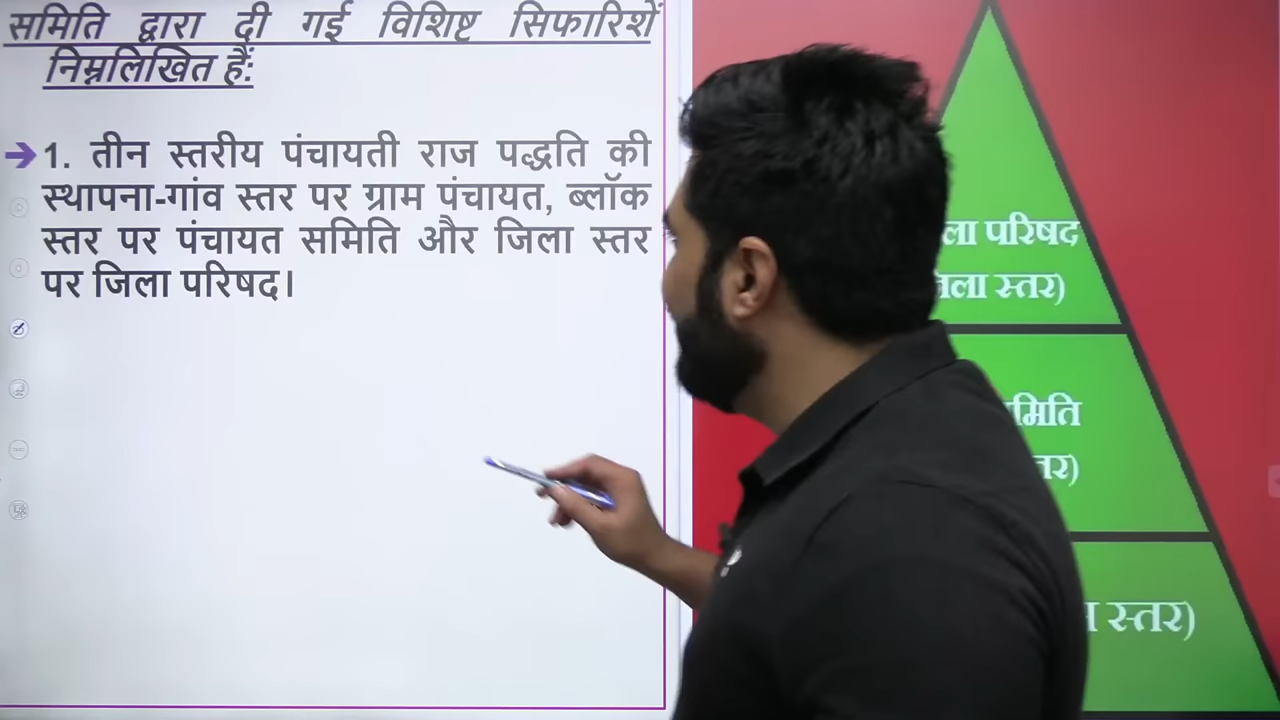 समिति द्वारा दी गई विशिष्ट सिफारिशें
निम्नलिखित हैं:
➔ 1. तीन स्तरीय पंचायती राज पद्धति की
स्थापना-गांव स्तर पर ग्राम पंचायत, ब्लॉक
स्तर पर पंचायत समिति और जिला स्तर
पर जिला परिषद।
परिषद
स्तर)
स्तर)